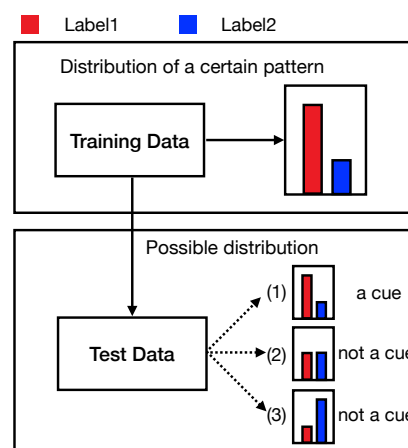 Label1 Label2
Distribution of a certain pattern
Training Data
Possible distribution
(1) a cue
Test Data
(2) not a cue
(3) not a cue